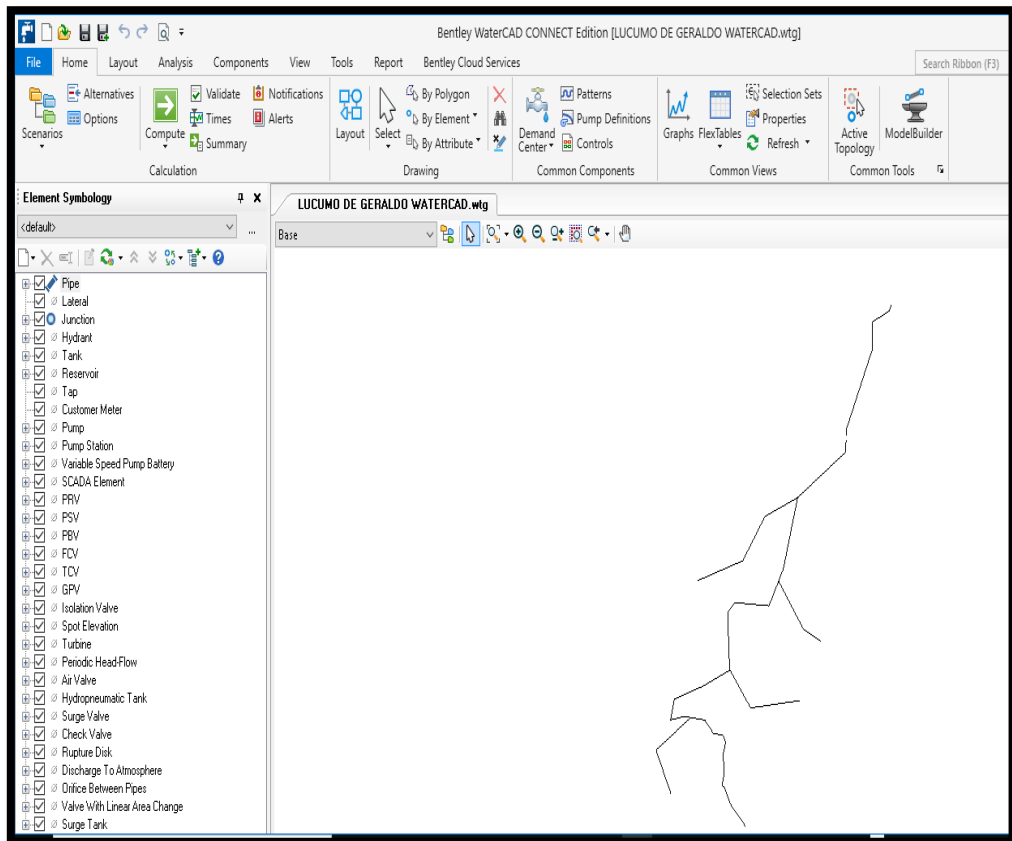 Bentley WaterCAD CONNECT Edition [LUCUMO DE GERALDO WATERCAD.wtg]
File Home Layout Analysis Components View Tools Report Bentley Cloud Services Search Ribbon (F3)
Scenarios
Alternatives
Options
Compute
Validate
Times
Summary
Notifications
Alerts
Calculation
Layout
Select
By Polygon
By Element
By Attribute
Drawing
Demand
Center
Patterns
Pump Definitions
Controls
Common Components
Graphs
FlexTables
Selection Sets
Properties
Refresh
Common Views
Active
Topology
ModelBuilder
Common Tools
Element Symbology
<default>
...
Pipe
Lateral
Junction
Hydrant
Tank
Reservoir
Tap
Customer Meter
Pump
Pump Station
Variable Speed Pump Battery
SCADA Element
PRV
PSV
PBV
FCV
TCV
GPV
Isolation Valve
Spot Elevation
Turbine
Periodic Head-Flow
Air Valve
Hydropneumatic Tank
Surge Valve
Check Valve
Rupture Disk
Discharge To Atmosphere
Orifice Between Pipes
Valve With Linear Area Change
Surge Tank
LUCUMO DE GERALDO WATERCAD.wtg
Base